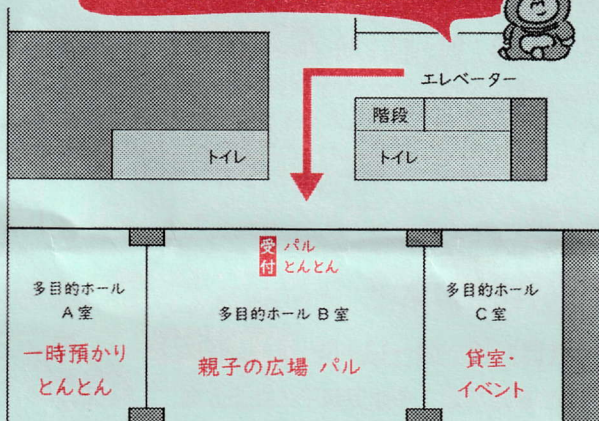 エレベーター
階段
トイレ
トイレ
受付
パル
とんとん
多目的ホール
A室
一時預かり
とんとん
多目的ホール B室
親子の広場 パル
多目的ホール
C室
貸室・
イベント